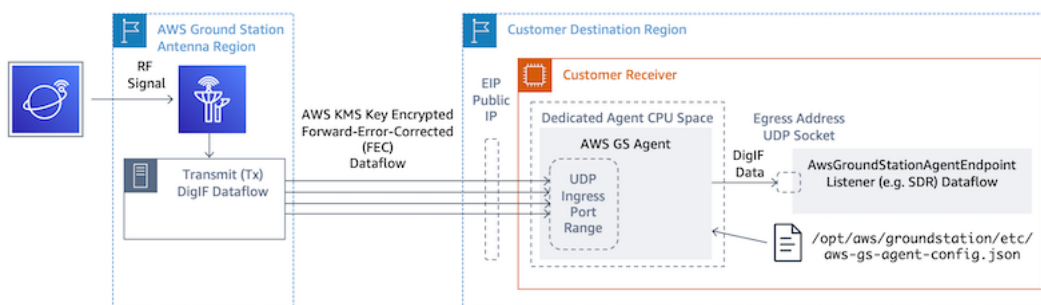 AWS Ground Station
Antenna Region
RF
Signal
Transmit (Tx)
DigIF Dataflow
AWS KMS Key Encrypted
Forward-Error-Corrected
(FEC)
Dataflow
Customer Destination Region
EIP
Public
IP
Customer Receiver
Dedicated Agent CPU Space
AWS GS Agent
UDP
Ingress
Port
Range
DigIF
Data
Egress Address
UDP Socket
AwsGroundStationAgentEndpoint
Listener (e.g. SDR) Dataflow
/opt/aws/groundstation/etc/
aws-gs-agent-config.json